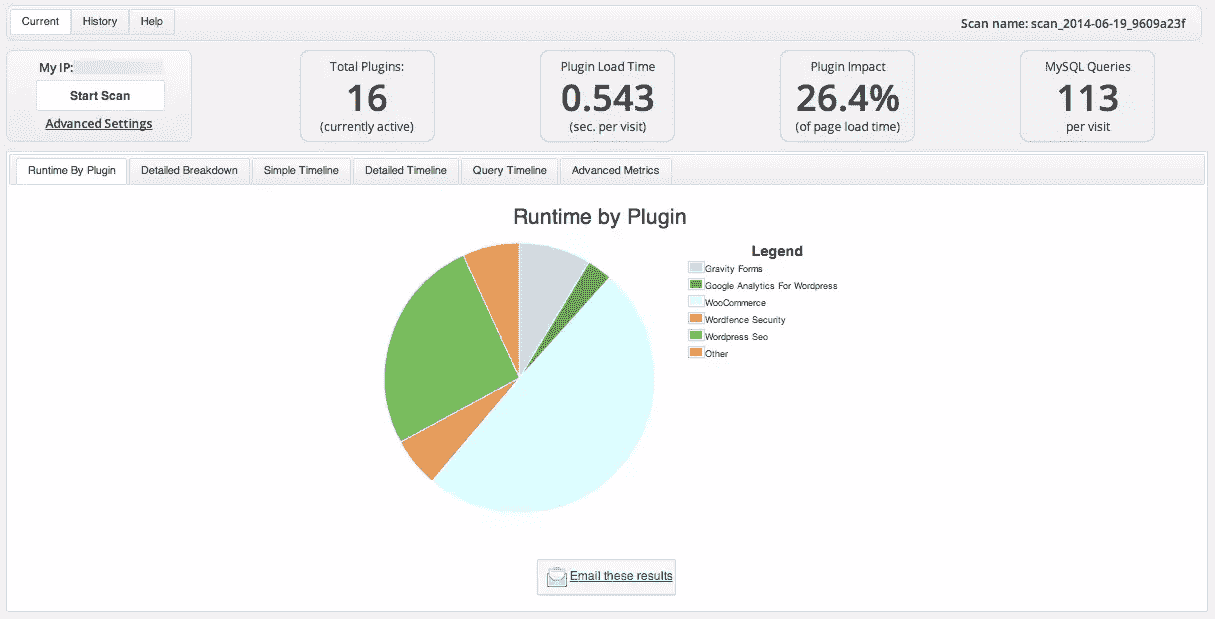 Current History Help
Scan name: scan_2014-06-19_9609a23f
My IP:
Start Scan
Advanced Settings
Total Plugins:
16
(currently active)
Plugin Load Time
0.543
(sec. per visit)
Plugin Impact
26.4%
(of page load time)
MySQL Queries
113
per visit
Runtime By Plugin Detailed Breakdown Simple Timeline Detailed Timeline Query Timeline Advanced Metrics
Runtime by Plugin
Legend
Gravity Forms
Google Analytics For Wordpress
WooCommerce
Wordfence Security
Wordpress Seo
Other
Email these results